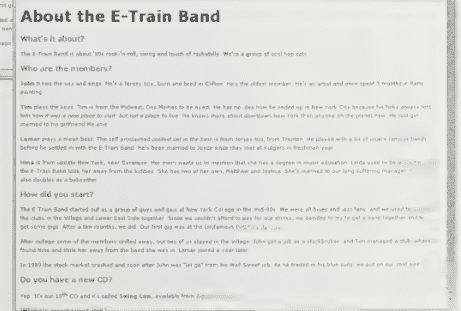 About the E-Train Band
What's it about?
The E-Train Band is about '50s rock-'n-roll, swing and touch of rockabilly. We're a group of cool hep cats
Who are the members?
John blows the sax and sings. He's a Jersey boy, born and bred in Clifton. He's the oldest member. He's an artist and once spent 3 months in Paris
painting.
Tim plays the keys. Tim is from the Midwest, Des Moines to be exact. He has no idea how he ended up in New York City because his folks always told
him how it was a nice place to visit but not a place to live. He knows more about downtown New York than anyone on the planet now. He just got
married to his girlfriend
Lamar plays a mean bass. The self proclaimed coolest cat in the band is from Jersey too, from Trenton. He played with a lot of famous bands
before he settled in with the E-Train Band. He's been married to Joyce since they met at Rutgers in freshman year
Nina is from upstate New York, near Syracuse. Her mom wants us to mention that she has a degree in music education. Nina used to be a
the E-Train Band took her away from the kiddies. She has two of her own, Matthew and Joshua. She's married to our long suffering manager
also doubles as a babysitter
How did you start?
The E Train Band started out as a group of guys and gals at New York College in the mid-80s. We were all blues and jazz fans and we used to
the clubs in the Village and Lower East Side together. Since we couldn't afford to pay for our drinks, we decided to try to get a band together and to
get some gigs. After a few months, we did. Our first gig was at the
After college some of the members drifted away, but two of us stayed in the Village. John got a job as a stockbroker and Tim managed a club where
found Nina and stole her away from the band she was in. Lamar joined a year later.
In 1987 the stock market crashed and soon after John was "let go" from his Wall Street job. As he traded in his blue suits we put on our
Do you have a new CD?
Yep. It's our CD and it's called Swing Low, available from